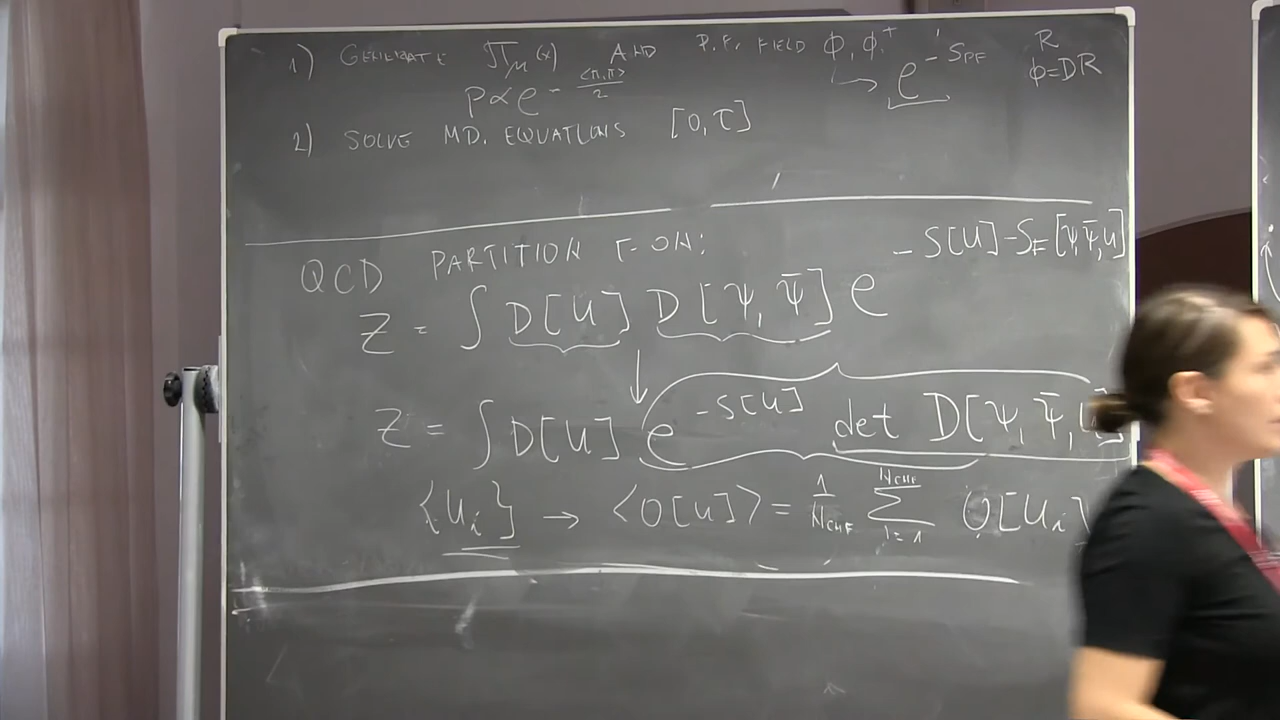 1) GENERATE Π_μ(x) AND P.F. FIELD ϕ, ϕ^+ R
P ∝ e^{-<π,π>/2} → e^{-S_PF} ϕ=DR
2) SOLVE MD. EQUATIONS [0,τ]
QCD PARTITION F-ON:
Z = ∫ D[U] D[ψ, ψ̄] e^{-S[U]-S_F[ψ,ψ̄,U]}
Z = ∫ D[U] e^{-S[U]} det D[ψ, ψ̄,
{U_i} → <O[U]> = 1/N_CNF Σ_{i=1}^{N_CNF} O[U_i]